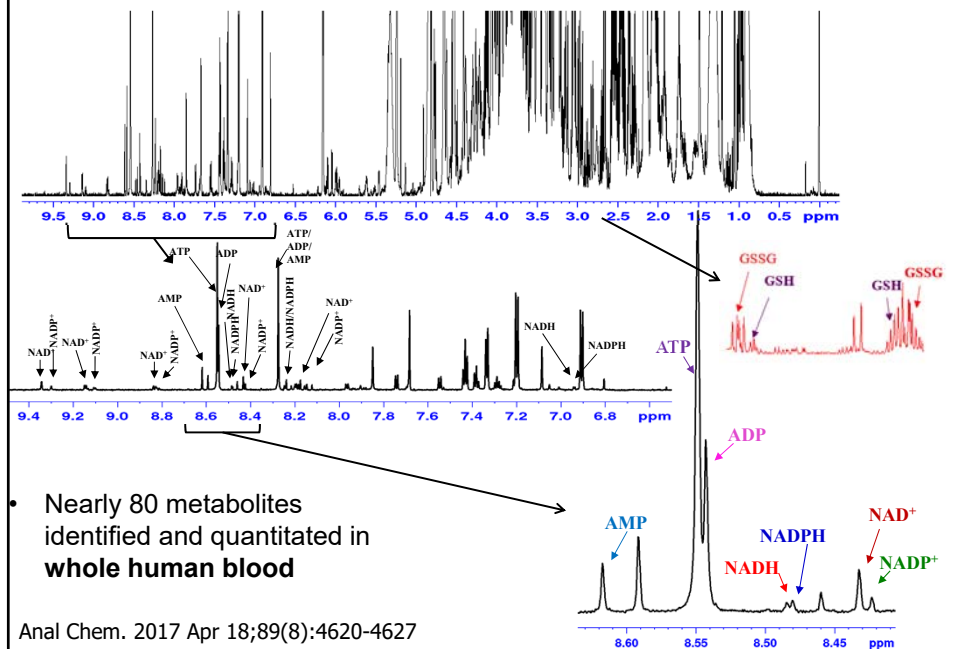 9.5 9.0 8.5 8.0 7.5 7.0 6.5 6.0 5.5 5.0 4.5 4.0 3.5 3.0 2.5 2.0 1.5 1.0 0.5 ppm
ATP/
ADP/
AMP
ATP
ADP
AMP
NADH
NADPH
NAD⁺
NADP⁺
NADH/NADPH
NAD⁺
NADP⁺
NAD⁺
NADP⁺
NAD⁺
NADP⁺
NAD⁺
NADP⁺
NADH
NADPH
9.4 9.2 9.0 8.8 8.6 8.4 8.2 8.0 7.8 7.6 7.4 7.2 7.0 6.8 ppm
GSSG
GSH
GSH
GSSG
ATP
ADP
AMP
NADH
NADPH
NAD⁺
NADP⁺
8.60 8.55 8.50 8.45 ppm
• Nearly 80 metabolites
identified and quantitated in
whole human blood
Anal Chem. 2017 Apr 18;89(8):4620-4627